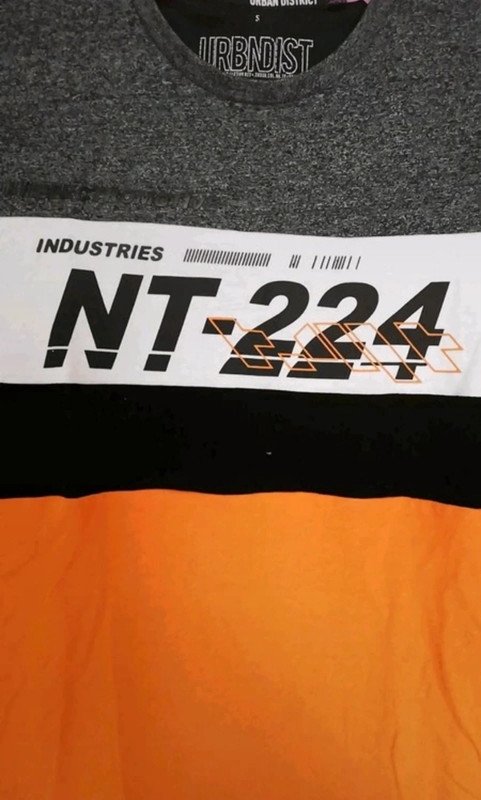 URBAN DISTRICT
S
URBNDIST
INDUSTRIES
NT-224